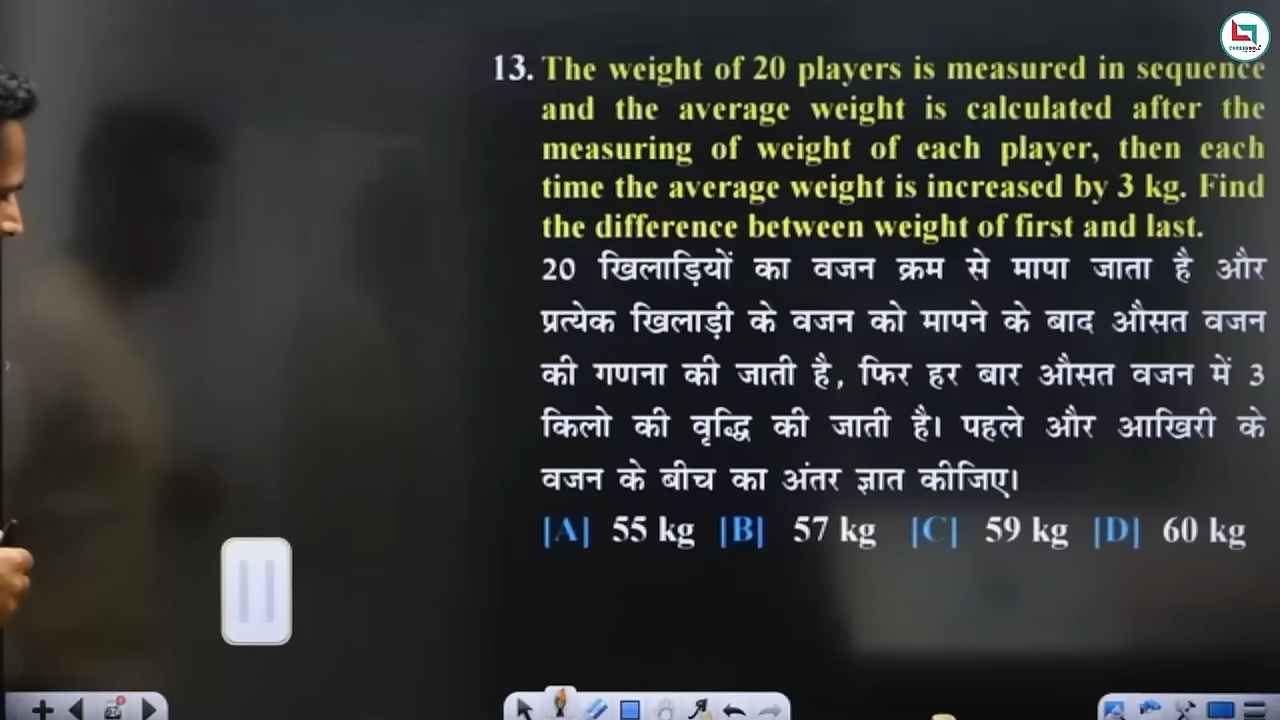 13. The weight of 20 players is measured in sequence
and the average weight is calculated after the
measuring of weight of each player, then each
time the average weight is increased by 3 kg. Find
the difference between weight of first and last.
20 खिलाड़ियों का वजन क्रम से मापा जाता है और
प्रत्येक खिलाड़ी के वजन को मापने के बाद औसत वजन
की गणना की जाती है, फिर हर बार औसत वजन में 3
किलो की वृद्धि की जाती है। पहले और आखिरी के
वजन के बीच का अंतर ज्ञात कीजिए।
[A] 55 kg [B] 57 kg [C] 59 kg [D] 60 kg